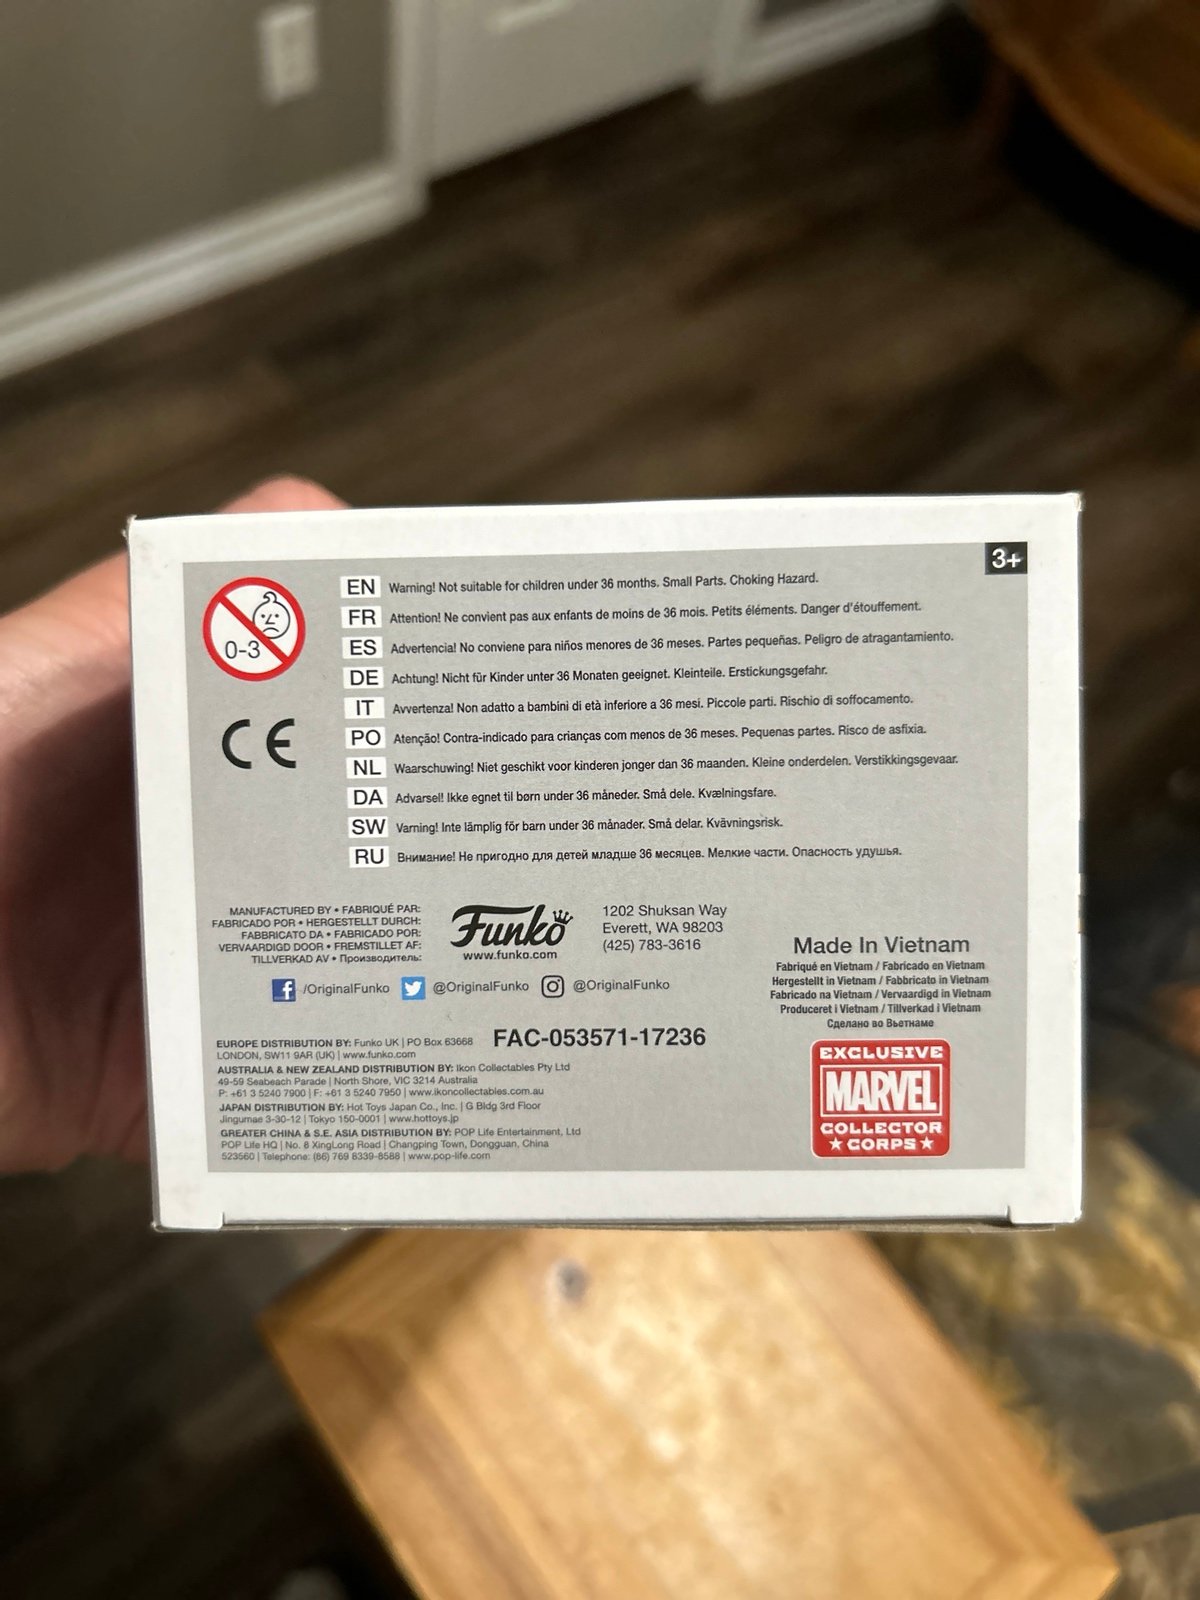 3+
0-3
EN Warning! Not suitable for children under 36 months. Small Parts. Choking Hazard.
FR Attention! Ne convient pas aux enfants de moins de 36 mois. Petits éléments. Danger d'étouffement.
ES Advertencia! No conviene para niños menores de 36 meses. Partes pequeñas. Peligro de atragantamiento.
DE Achtung! Nicht für Kinder unter 36 Monaten geeignet. Kleinteile. Erstickungsgefahr.
IT Avvertenza! Non adatto a bambini di età inferiore a 36 mesi. Piccole parti. Rischio di soffocamento.
PO Atenção! Contra-indicado para crianças com menos de 36 meses. Pequenas partes. Risco de asfixia.
NL Waarschuwing! Niet geschikt voor kinderen jonger dan 36 maanden. Kleine onderdelen. Verstikkingsgevaar.
DA Advarsel! Ikke egnet til børn under 36 måneder. Små dele. Kvælningsfare.
SW Varning! Inte lämplig för barn under 36 månader. Små delar. Kvävningsrisk.
RU Внимание! Не пригодно для детей младше 36 месяцев. Мелкие части. Опасность удушья.
CE
MANUFACTURED BY • FABRIQUÉ PAR:
FABRICADO POR • HERGESTELLT DURCH:
FABBRICATO DA • FABRICADO POR:
VERVAARDIGD DOOR • FREMSTILLET AF:
TILLVERKAD AV • Производитель:
Funko
www.funko.com
1202 Shuksan Way
Everett, WA 98203
(425) 783-3616
/OriginalFunko @OriginalFunko @OriginalFunko
Made In Vietnam
Fabriqué en Vietnam / Fabricado en Vietnam
Hergestellt in Vietnam / Fabbricato in Vietnam
Fabricado na Vietnam / Vervaardigd in Vietnam
Produceret i Vietnam / Tillverkad i Vietnam
Сделано во Вьетнаме
FAC-053571-17236
EUROPE DISTRIBUTION BY: Funko UK | PO Box 63668
LONDON, SW11 9AR (UK) | www.funko.com
AUSTRALIA & NEW ZEALAND DISTRIBUTION BY: Ikon Collectables Pty Ltd
49-59 Seabeach Parade | North Shore, VIC 3214 Australia
P: +61 3 5240 7900 | F: +61 3 5240 7950 | www.ikoncollectables.com.au
JAPAN DISTRIBUTION BY: Hot Toys Japan Co., Inc. | G Bldg 3rd Floor
Jingumae 3-30-12 | Tokyo 150-0001 | www.hottoys.jp
GREATER CHINA & S.E. ASIA DISTRIBUTION BY: POP Life Entertainment, Ltd
POP Life HQ | No. 8 XingLong Road | Changping Town, Dongguan, China
523560 | Telephone: (86) 769 8339-8588 | www.pop-life.com
EXCLUSIVE
MARVEL
COLLECTOR
CORPS